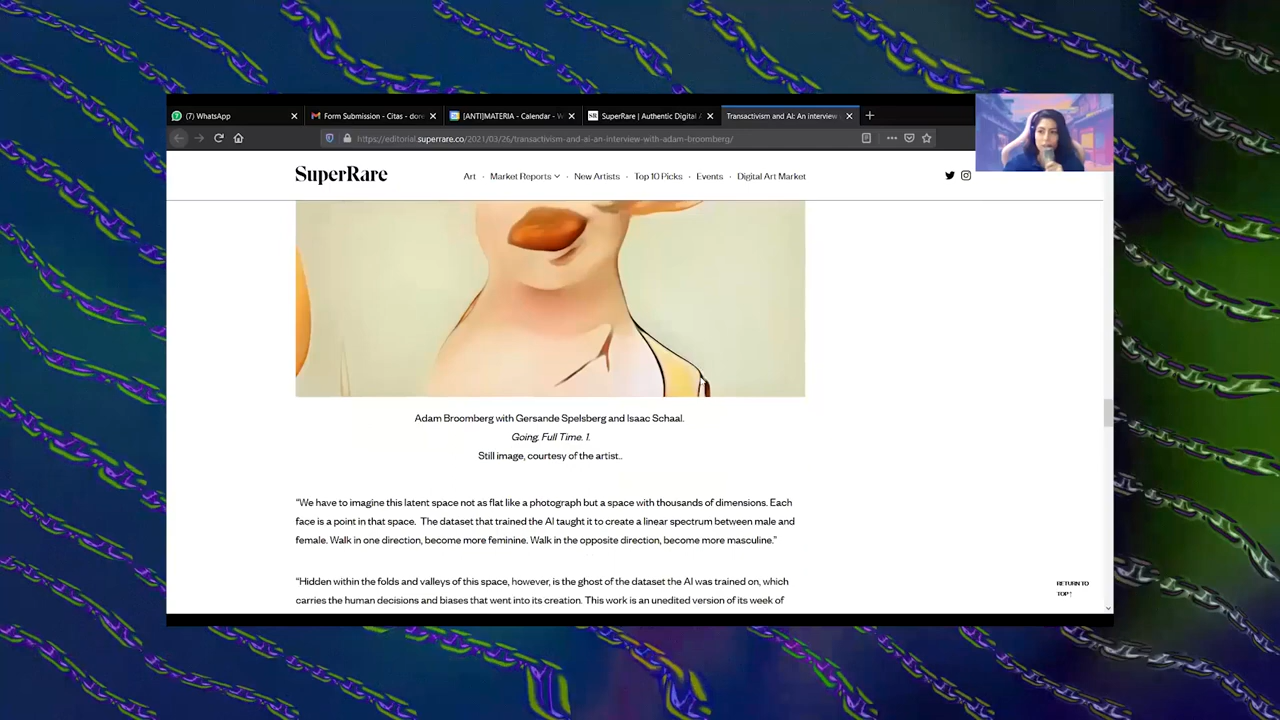 (7) WhatsApp
Form Submission - Citas - don
[ANTI]MATERIA - Calendar - W
SuperRare | Authentic Digital A
Transactivism and AI: An interview
https://editorial.superrare.co/2021/03/26/transactivism-and-ai-an-interview-with-adam-broomberg/
SuperRare
Art · Market Reports · New Artists · Top 10 Picks · Events · Digital Art Market
Adam Broomberg with Gersande Spelsberg and Isaac Schaal.
Going. Full Time. 1.
Still image, courtesy of the artist..
“We have to imagine this latent space not as flat like a photograph but a space with thousands of dimensions. Each
face is a point in that space. The dataset that trained the AI taught it to create a linear spectrum between male and
female. Walk in one direction, become more feminine. Walk in the opposite direction, become more masculine.”
“Hidden within the folds and valleys of this space, however, is the ghost of the dataset the AI was trained on, which
carries the human decisions and biases that went into its creation. This work is an unedited version of its week of
RETURN TO
TOP ↑